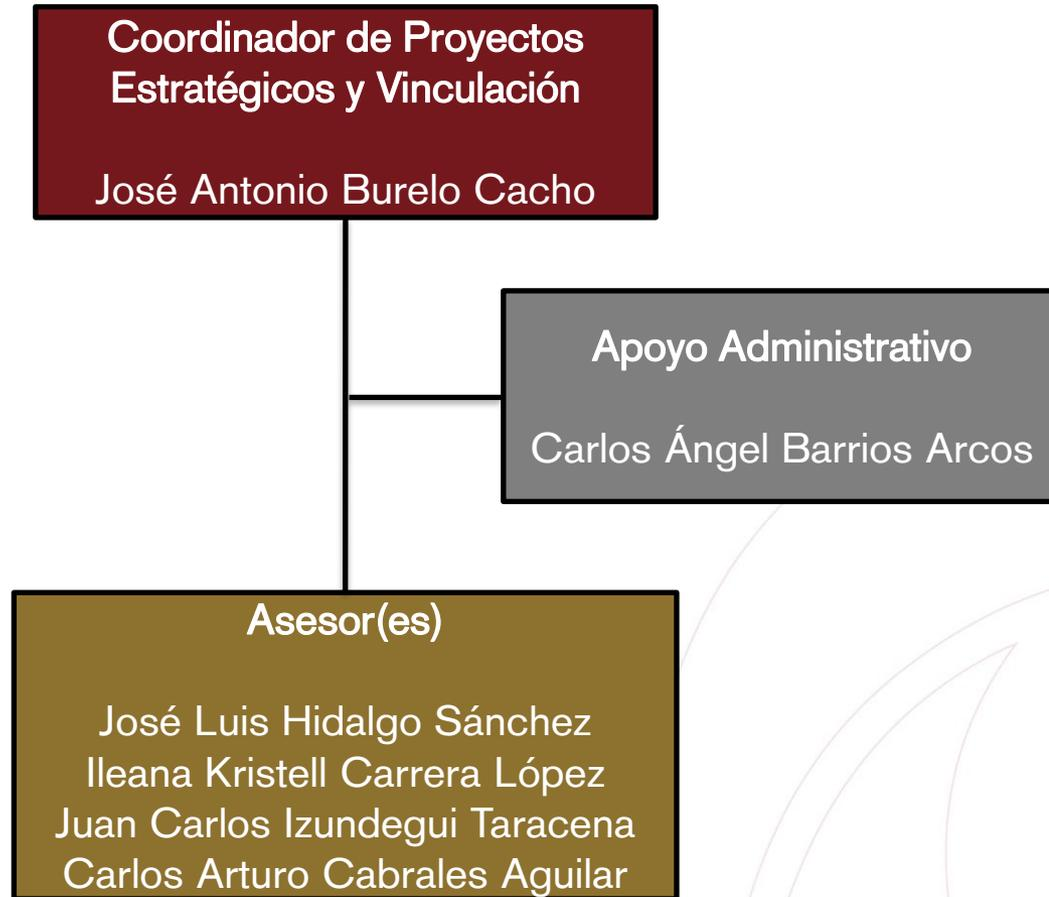 Coordinador de Proyectos
Estratégicos y Vinculación
José Antonio Burelo Cacho
Apoyo Administrativo
Carlos Ángel Barrios Arcos
Asesor(es)
José Luis Hidalgo Sánchez
Ileana Kristell Carrera López
Juan Carlos Izundegui Taracena
Carlos Arturo Cabrales Aguilar